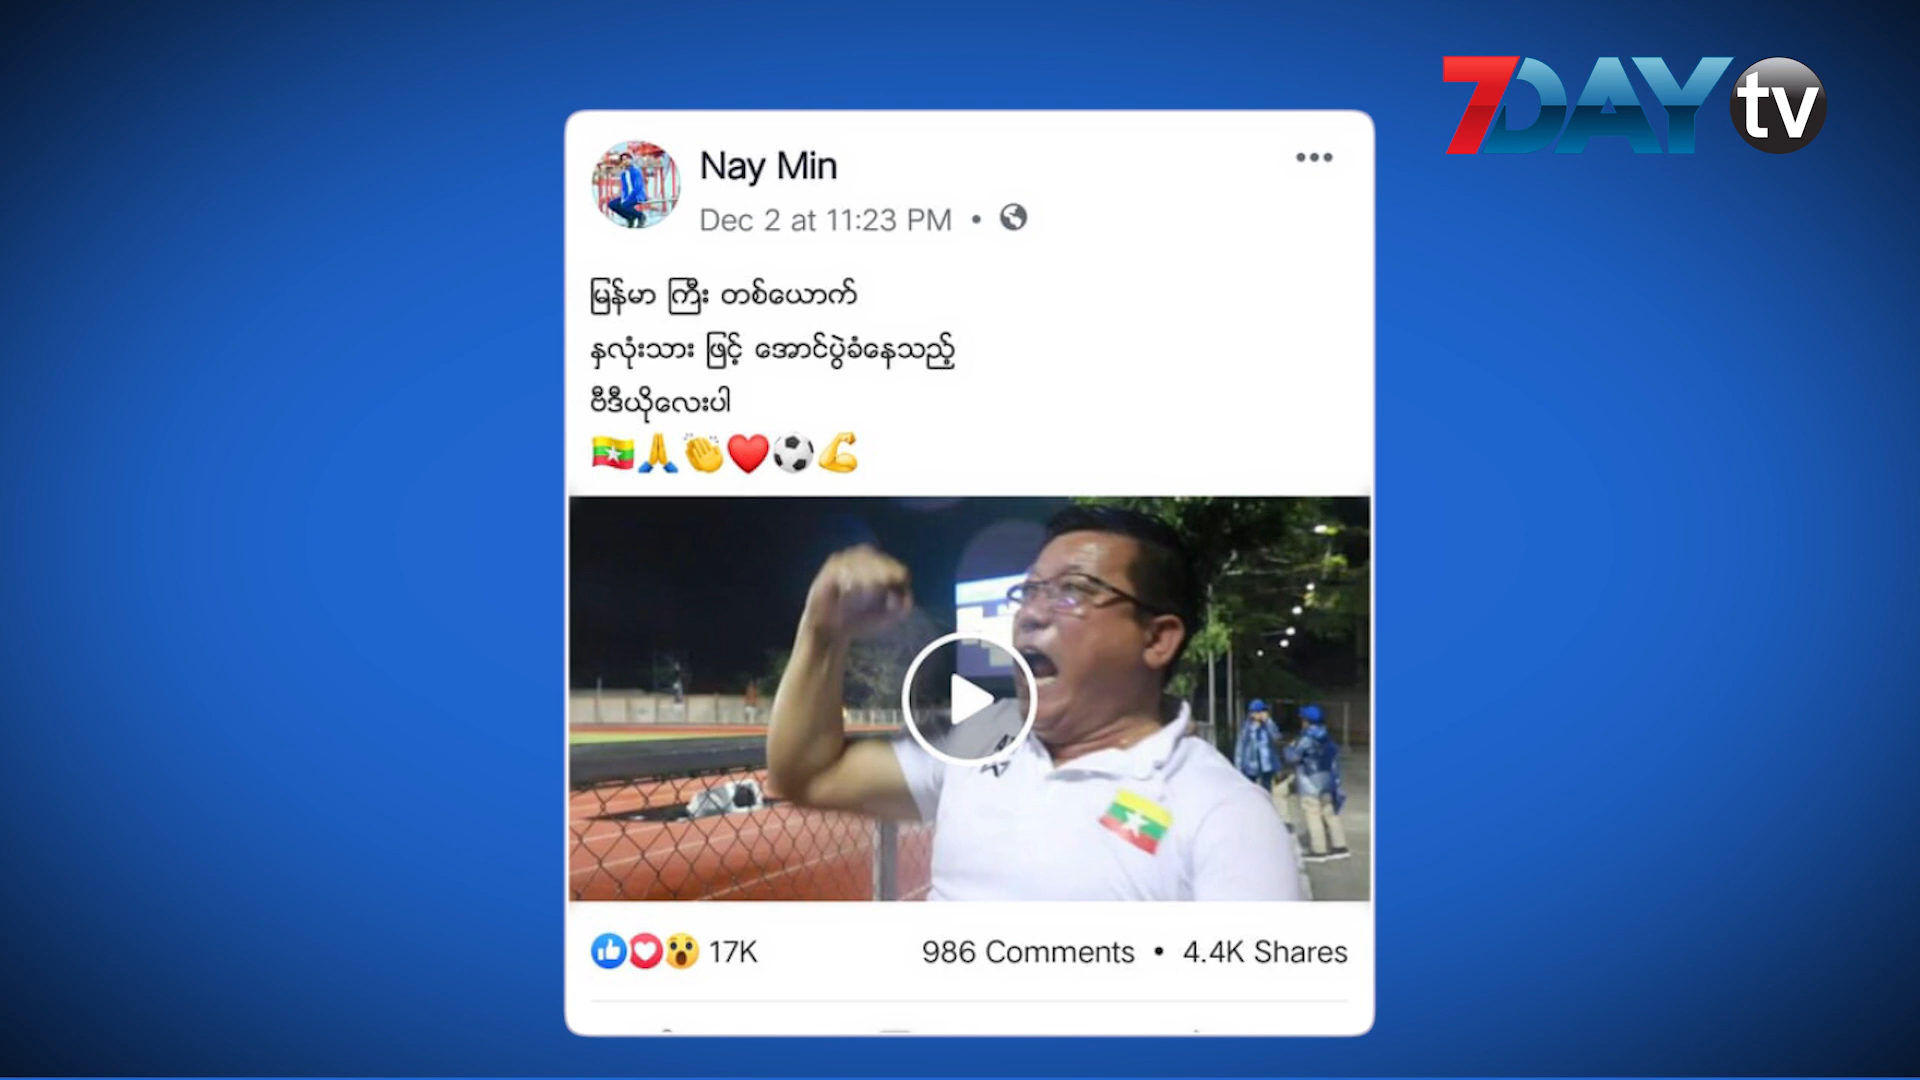 7DAY tv
Nay Min
Dec 2 at 11:23 PM
မြန်မာ ကြီး တစ်ယောက်
နှလုံးသား ဖြင့် အောင်ပွဲခံနေသည့်
ဗီဒီယိုလေးပါ
17K
986 Comments • 4.4K Shares